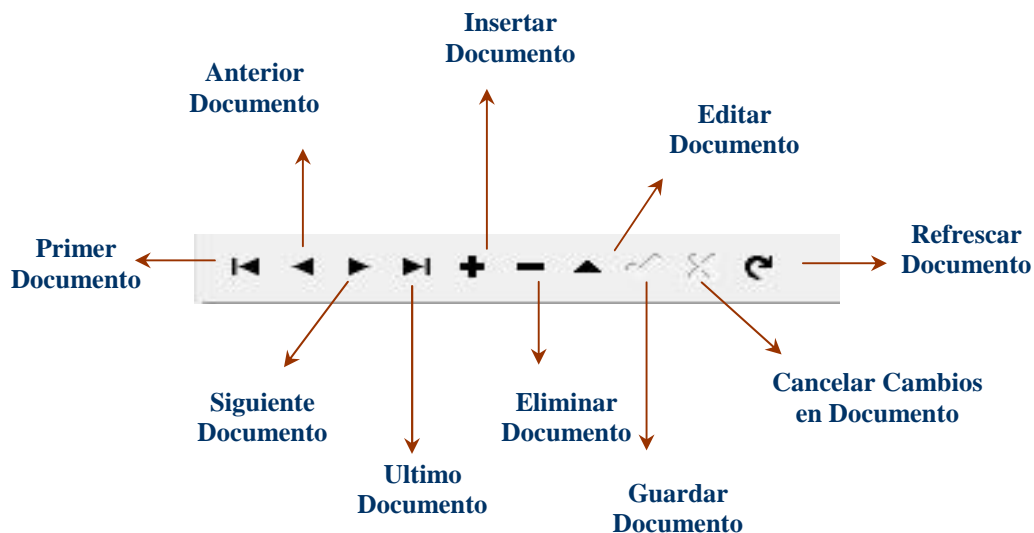 Insertar
Documento
Anterior
Documento
Editar
Documento
Primer
Documento
Refrescar
Documento
Siguiente
Documento
Eliminar
Documento
Cancelar Cambios
en Documento
Ultimo
Documento
Guardar
Documento